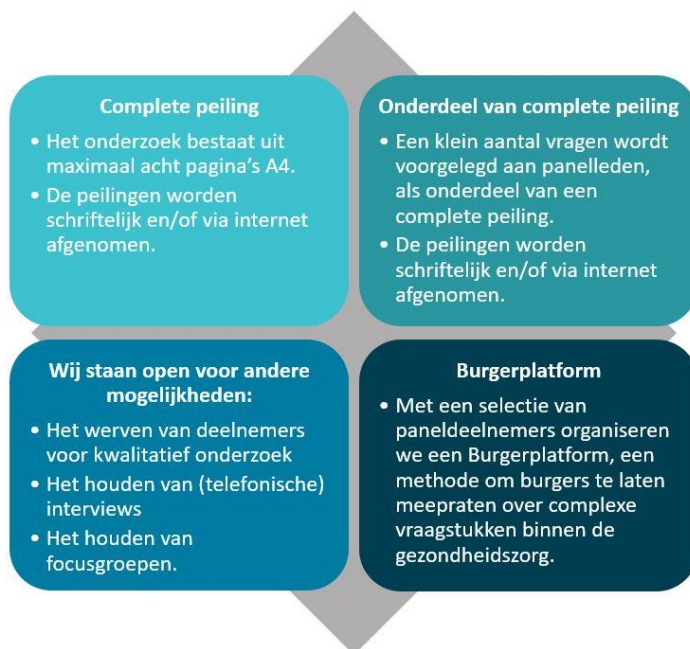 Complete peiling
• Het onderzoek bestaat uit
maximaal acht pagina's A4.
• De peilingen worden
schriftelijk en/of via internet
afgenomen.
Onderdeel van complete peiling
• Een klein aantal vragen wordt
voorgelegd aan panelleden,
als onderdeel van een
complete peiling.
• De peilingen worden
schriftelijk en/of via internet
afgenomen.
Wij staan open voor andere
mogelijkheden:
• Het werven van deelnemers
voor kwalitatief onderzoek
• Het houden van (telefonische)
interviews
• Het houden van
focusgroepen.
Burgerplatform
• Met een selectie van
paneldeelnemers organiseren
we een Burgerplatform, een
methode om burgers te laten
meepraten over complexe
vraagstukken binnen de
gezondheidszorg.